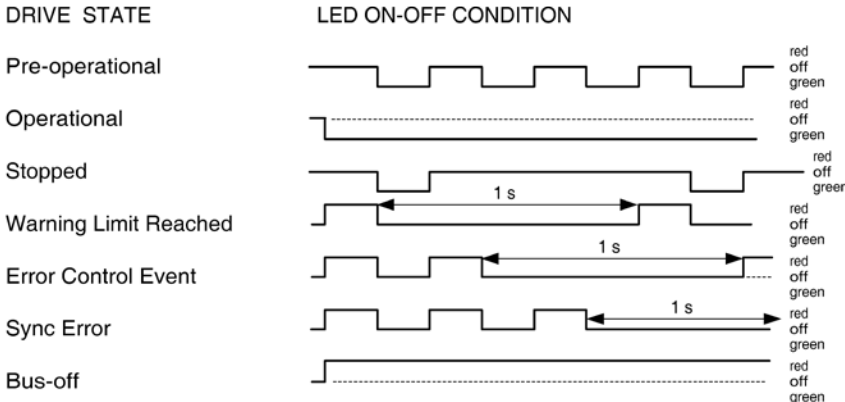 DRIVE STATE LED ON-OFF CONDITION
Pre-operational
red
off
green
Operational
red
off
green
Stopped
red
off
green
1 s
Warning Limit Reached
red
off
green
1 s
Error Control Event
red
off
green
1 s
Sync Error
red
off
green
Bus-off
red
off
green